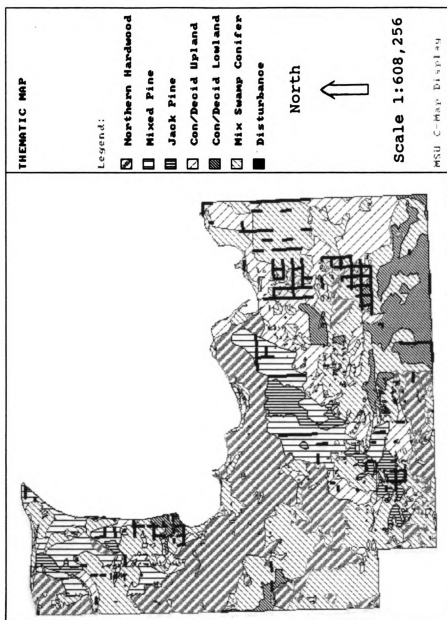 THEMATIC MAP
Legend:
Northern Hardwood
Mixed Pine
Jack Pine
Con/Decid Upland
Con/Decid Lowland
Mix Swamp Conifer
Disturbance
North
Scale 1:608,256
MSU C-Map Display